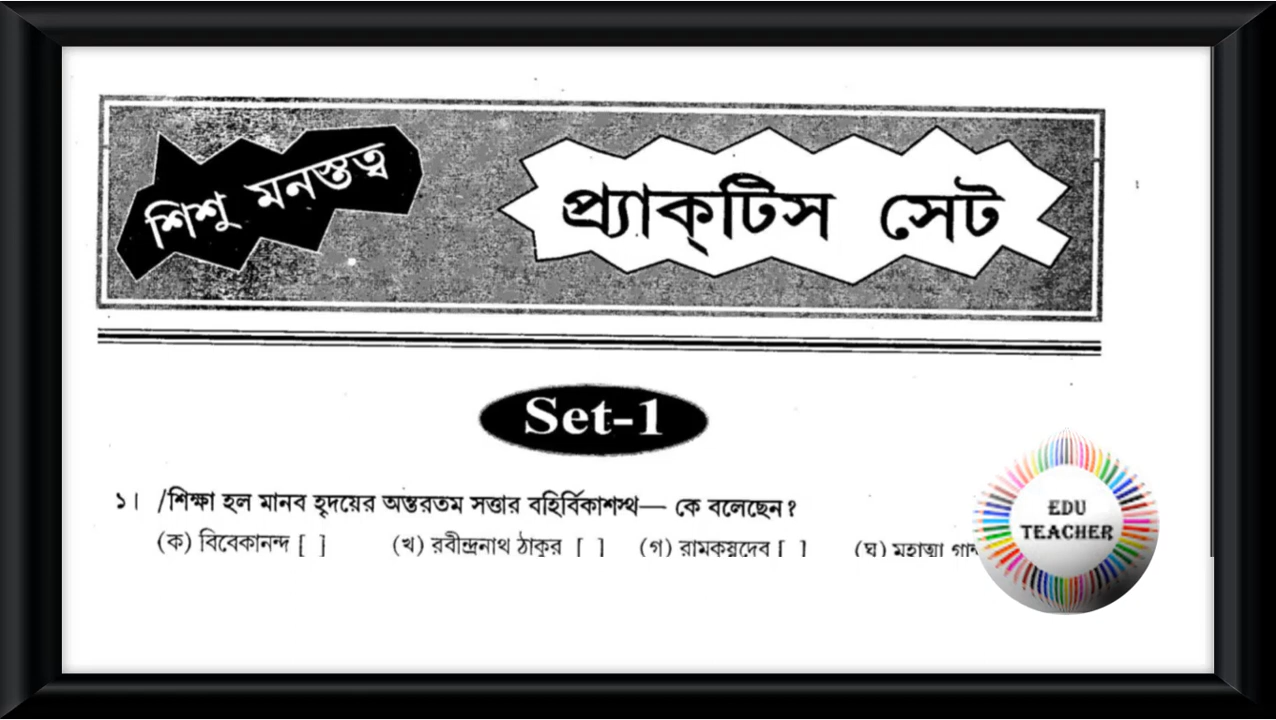 শিশু মনস্তত্ত্ব
প্র্যাক্‌টিস সেট
Set-1
১। /শিক্ষা হল মানব হৃদয়ের অন্তরতম সত্তার বহির্বিকাশস্থ— কে বলেছেন?
(ক) বিবেকানন্দ [ ] (খ) রবীন্দ্রনাথ ঠাকুর [ ] (গ) রামকৃষ্ণদেব [ ] (ঘ) মহাত্মা
EDU
TEACHER